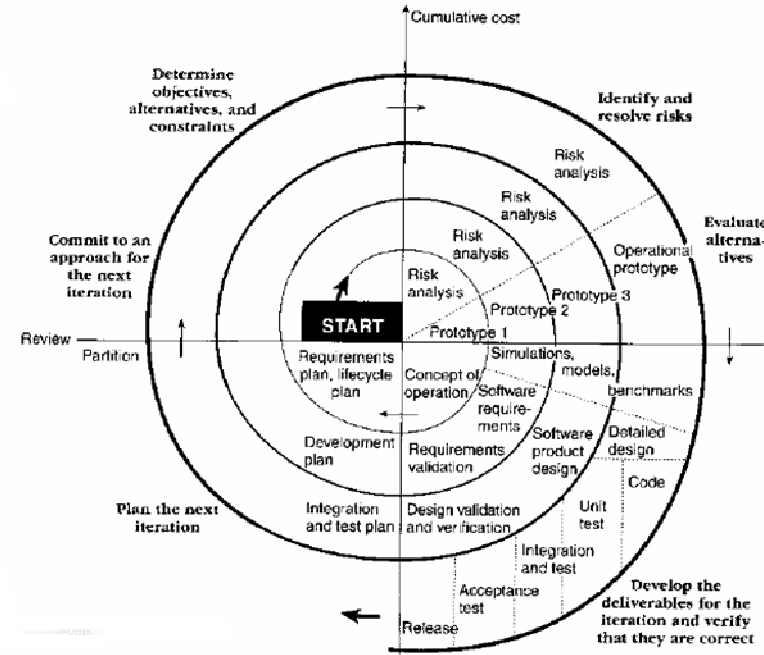 Cumulative cost
Determine
objectives,
alternatives, and
constraints
Identify and
resolve risks
Risk
analysis
Risk
analysis
Risk
analysis
Risk
analysis
Evaluate
alterna-
tives
Commit to an
approach for
the next
iteration
Operational
prototype
Prototype 3
Prototype 2
Prototype 1
START
Review
Partition
Requirements
plan, lifecycle
plan
Concept of
operation
Simulations,
models,
benchmarks
Software
require-
ments
Development
plan
Requirements
validation
Software
product
design
Detailed
design
Code
Plan the next
iteration
Integration
and test plan
Design validation
and verification
Unit
test
Integration
and test
Acceptance
test
Release
Develop the
deliverables for the
iteration and verify
that they are correct